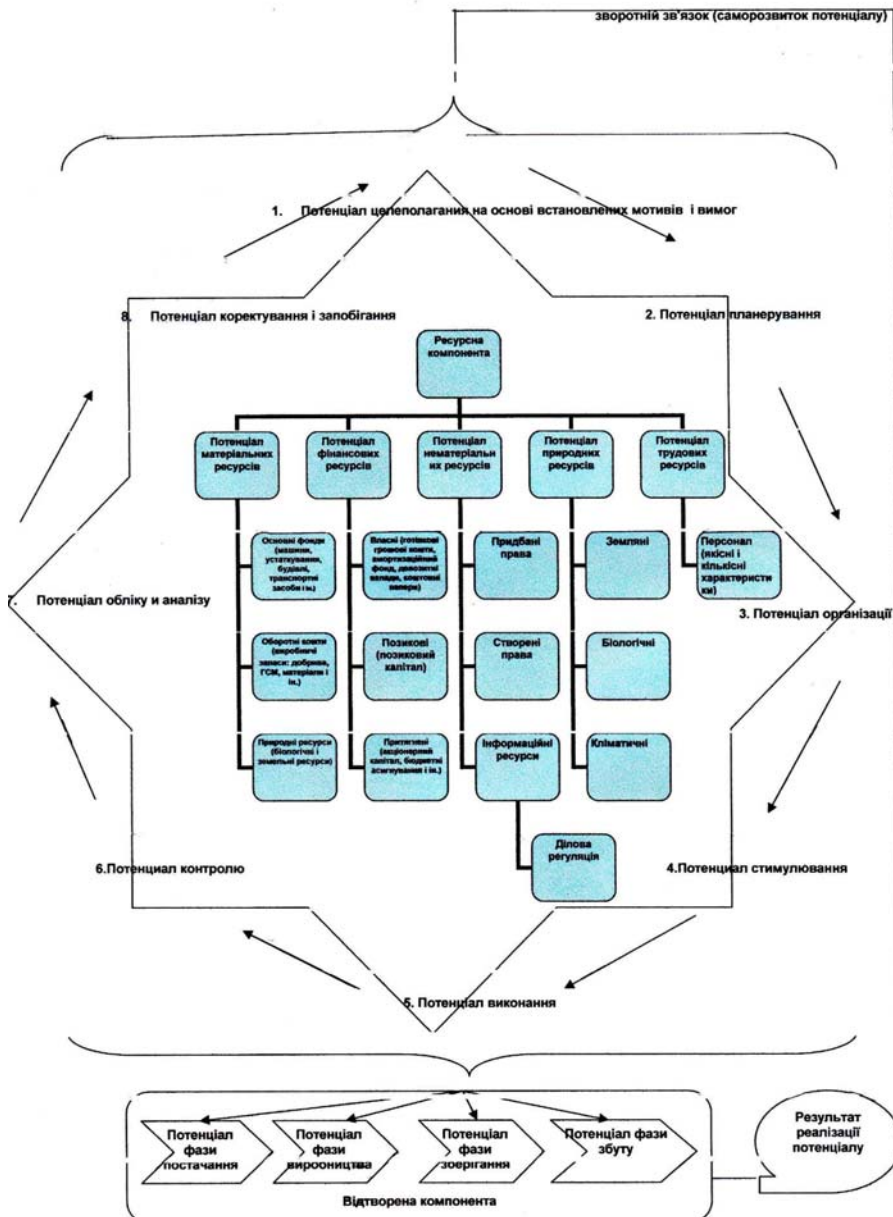 зворотній зв'язок (саморозвиток потенціалу)
1. Потенціал целеполагания на основі встановлених мотивів і вимог
8. Потенціал коректування і запобігання
2. Потенціал планерування
Ресурсна
компонента
Потенціал
матеріальних
ресурсів
Потенціал
фінансових
ресурсів
Потенціал
нематеріальн
их ресурсів
Потенціал
природних
ресурсів
Потенціал
трудових
ресурсів
Основні фонди
(машини,
устаткування,
будівлі,
транспортні
засоби і ін.)
Власні (готівкові
грошові кошти,
амортизаційний
фонд, депозитні
вклади, коштовні
папери)
Придбані
права
Земляні
Персонал
(якісні і
кількісні
характеристи
ки)
. Потенціал обліку и аналізу
3. Потенціал організації
Оборотні кошти
(виробничі
запаси: добрива,
ГСМ, матеріали і
ін.)
Позикові
(позиковий
капітал)
Створені
права
Біологічні
Природні ресурси
(біологічні і
земельні ресурси)
Притягнені
(акціонерний
капітал, бюджетні
асигнування і ін.)
Інформаційні
ресурси
Кліматичні
Ділова
регуляція
6.Потенциал контролю
4.Потенциал стимулювання
5. Потенціал виконання
Потенціал
фази
постачання
Потенціал
фази
виробництва
Потенціал
фази
зберігання
Потенціал фази
збуту
Результат
реалізації
потенціалу
Відтворена компонента